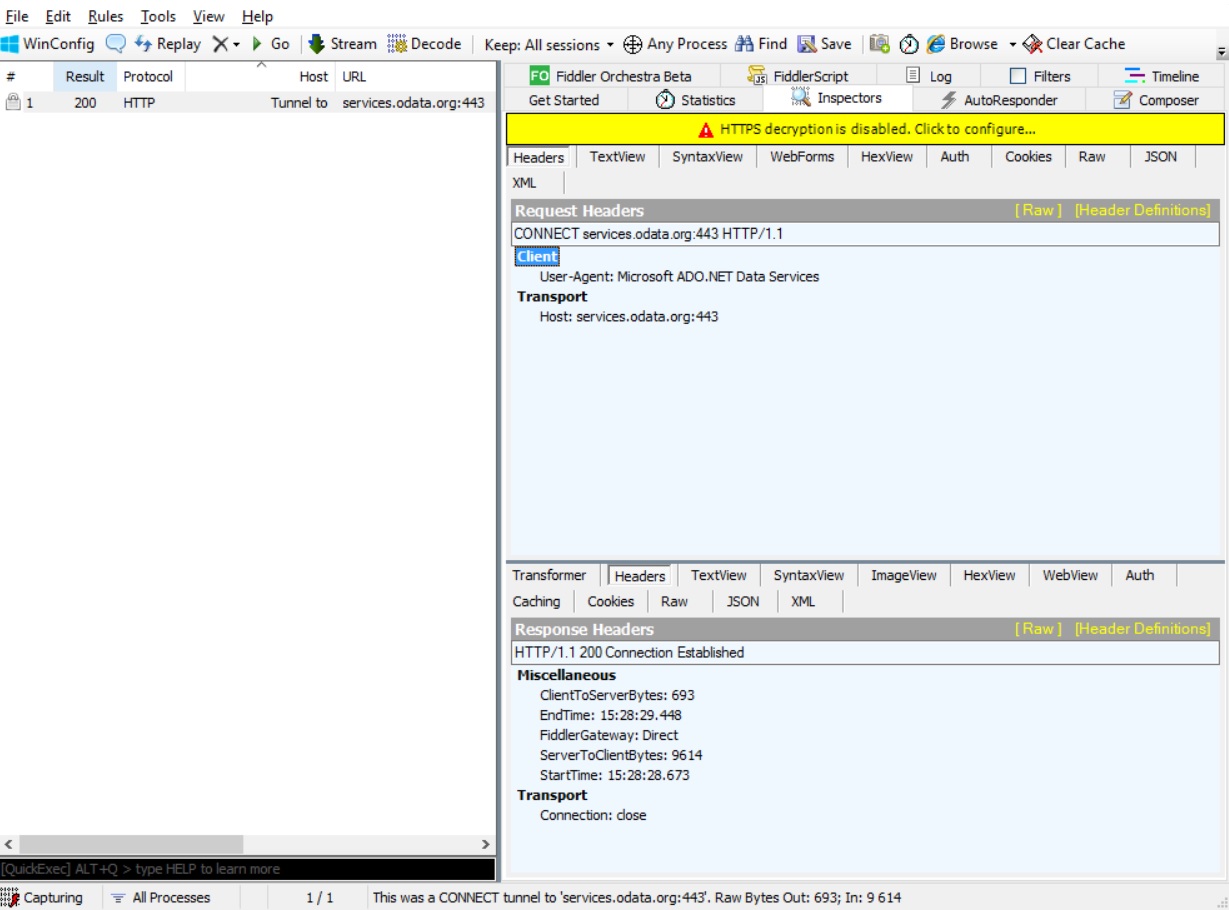 File Edit Rules Tools View Help
WinConfig Replay Go Stream Decode Keep: All sessions Any Process Find Save Browse Clear Cache
# Result Protocol Host URL
1 200 HTTP Tunnel to services.odata.org:443
FO Fiddler Orchestra Beta JS FiddlerScript Log Filters Timeline
Get Started Statistics Inspectors AutoResponder Composer
HTTPS decryption is disabled. Click to configure...
Headers TextView SyntaxView WebForms HexView Auth Cookies Raw JSON
XML
Request Headers [ Raw ] [Header Definitions]
CONNECT services.odata.org:443 HTTP/1.1
Client
User-Agent: Microsoft ADO.NET Data Services
Transport
Host: services.odata.org:443
Transformer Headers TextView SyntaxView ImageView HexView WebView Auth
Caching Cookies Raw JSON XML
Response Headers [ Raw ] [Header Definitions]
HTTP/1.1 200 Connection Established
Miscellaneous
ClientToServerBytes: 693
EndTime: 15:28:29.448
FiddlerGateway: Direct
ServerToClientBytes: 9614
StartTime: 15:28:28.673
Transport
Connection: close
[QuickExec] ALT+Q > type HELP to learn more
Capturing All Processes 1 / 1 This was a CONNECT tunnel to 'services.odata.org:443'. Raw Bytes Out: 693; In: 9 614